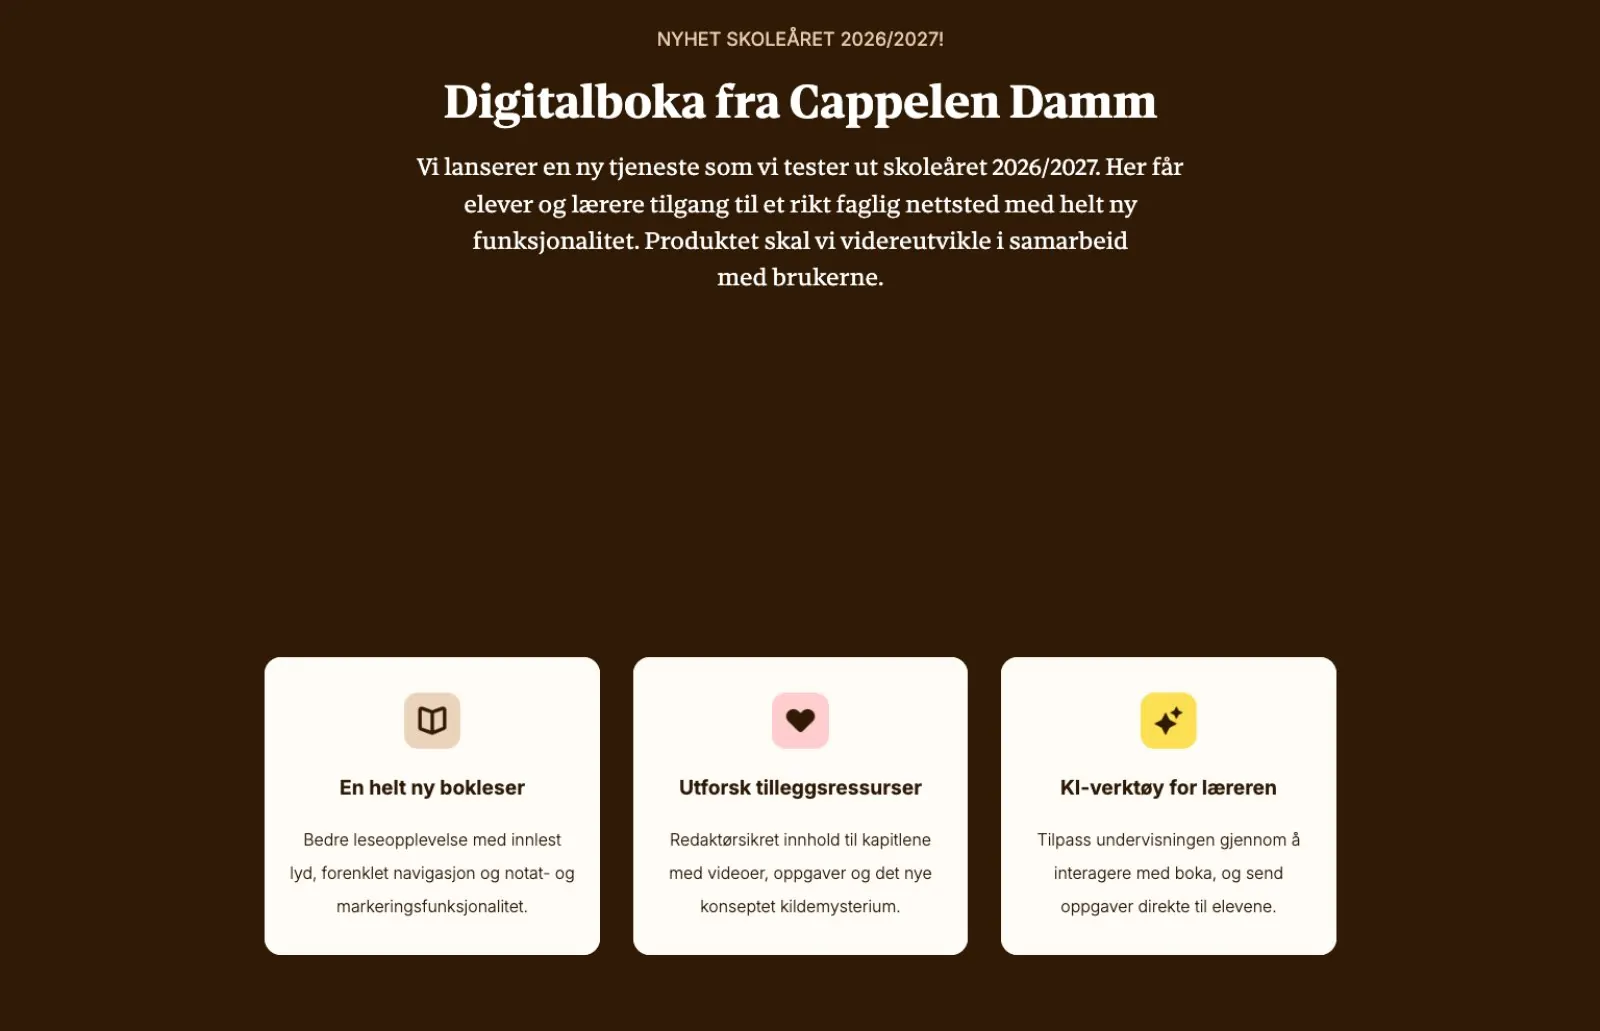 NYHET SKOLEÅRET 2026/2027!
Digitalboka fra Cappelen Damm
Vi lanserer en ny tjeneste som vi tester ut skoleåret 2026/2027. Her får
elever og lærere tilgang til et rikt faglig nettsted med helt ny
funksjonalitet. Produktet skal vi videreutvikle i samarbeid
med brukerne.
En helt ny bokleser
Bedre leseopplevelse med innlest
lyd, forenklet navigasjon og notat- og
markeringsfunksjonalitet.
Utforsk tilleggsressurser
Redaktørsikret innhold til kapitlene
med videoer, oppgaver og det nye
konseptet kildemysterium.
KI-verktøy for læreren
Tilpass undervisningen gjennom å
interagere med boka, og send
oppgaver direkte til elevene.